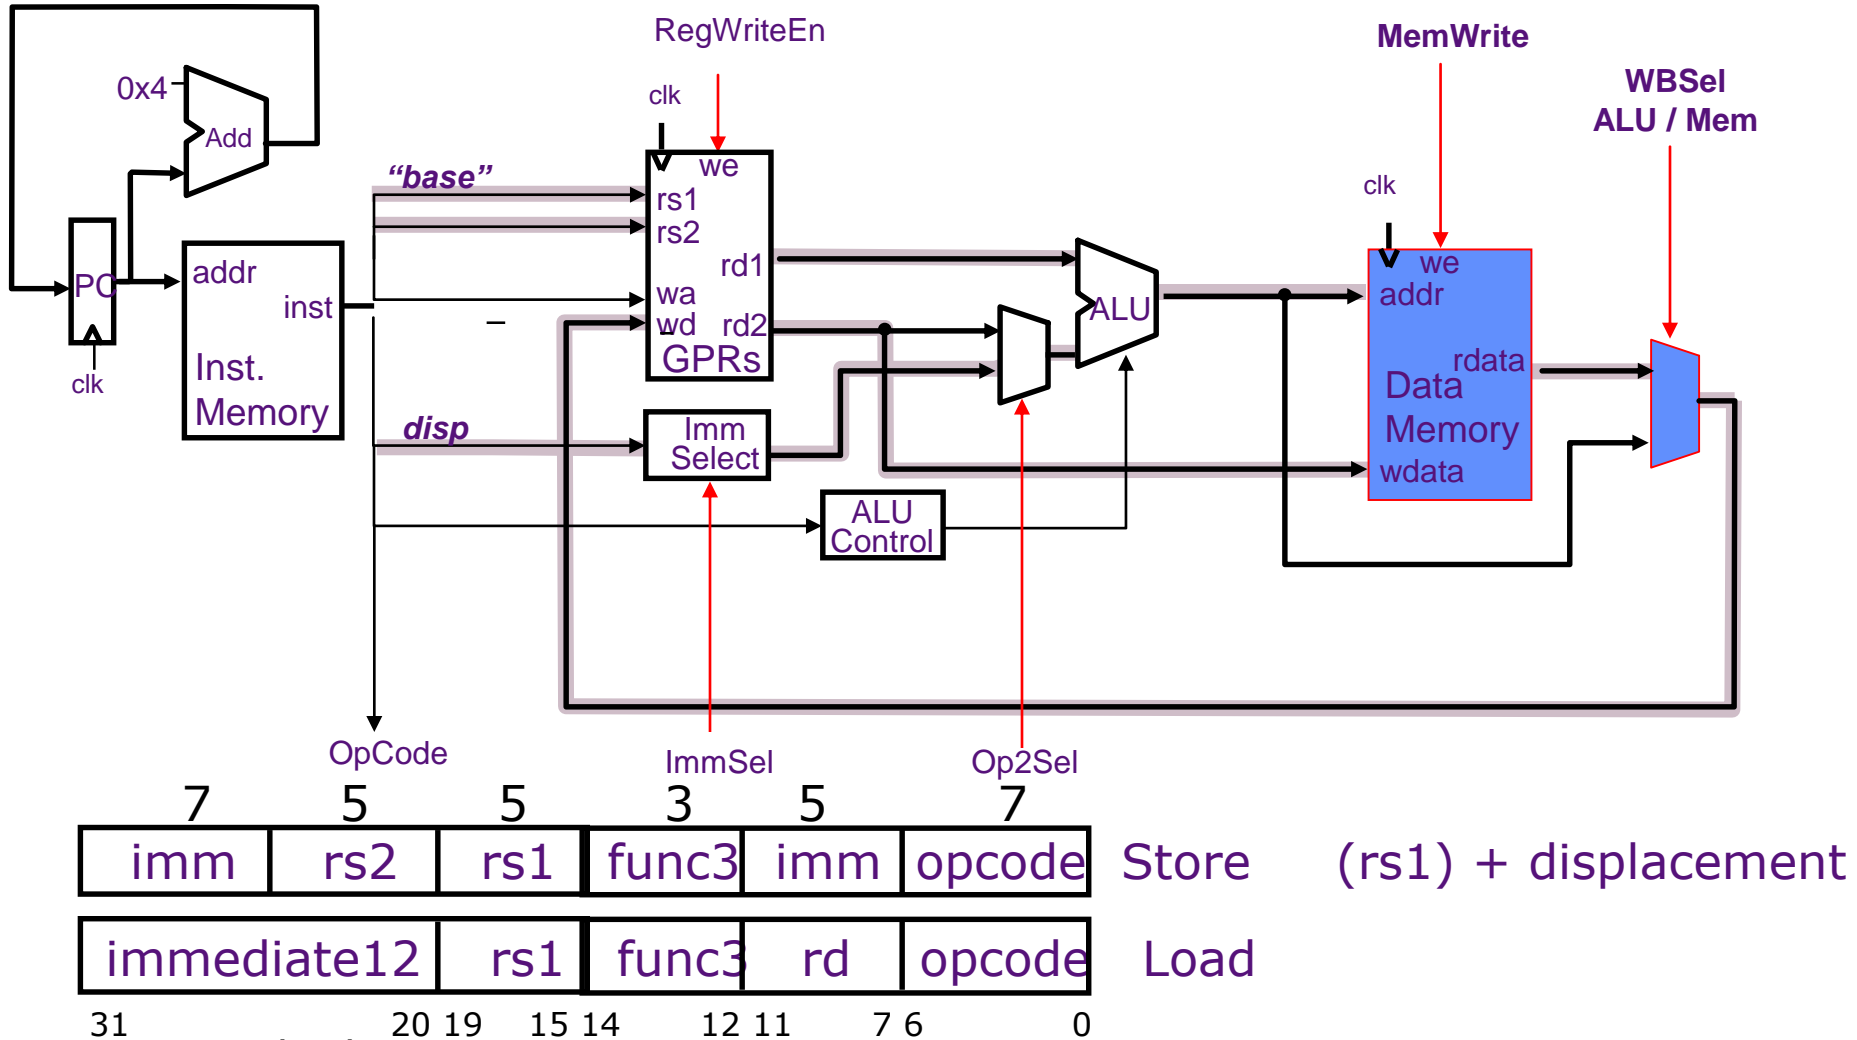 RegWriteEn
MemWrite
WBSel
ALU / Mem
0x4
Add
clk
clk
"base"
we
rs1
rs2
rd1
wa
wd
rd2
GPRs
PC
clk
addr
inst
Inst.
Memory
–
ALU
we
addr
rdata
Data
Memory
wdata
disp
Imm
Select
ALU
Control
OpCode
ImmSel
Op2Sel
7 5 5 3 5 7
imm rs2 rs1 func3 imm opcode Store (rs1) + displacement
immediate12 rs1 func3 rd opcode Load
31 20 19 15 14 12 11 7 6 0